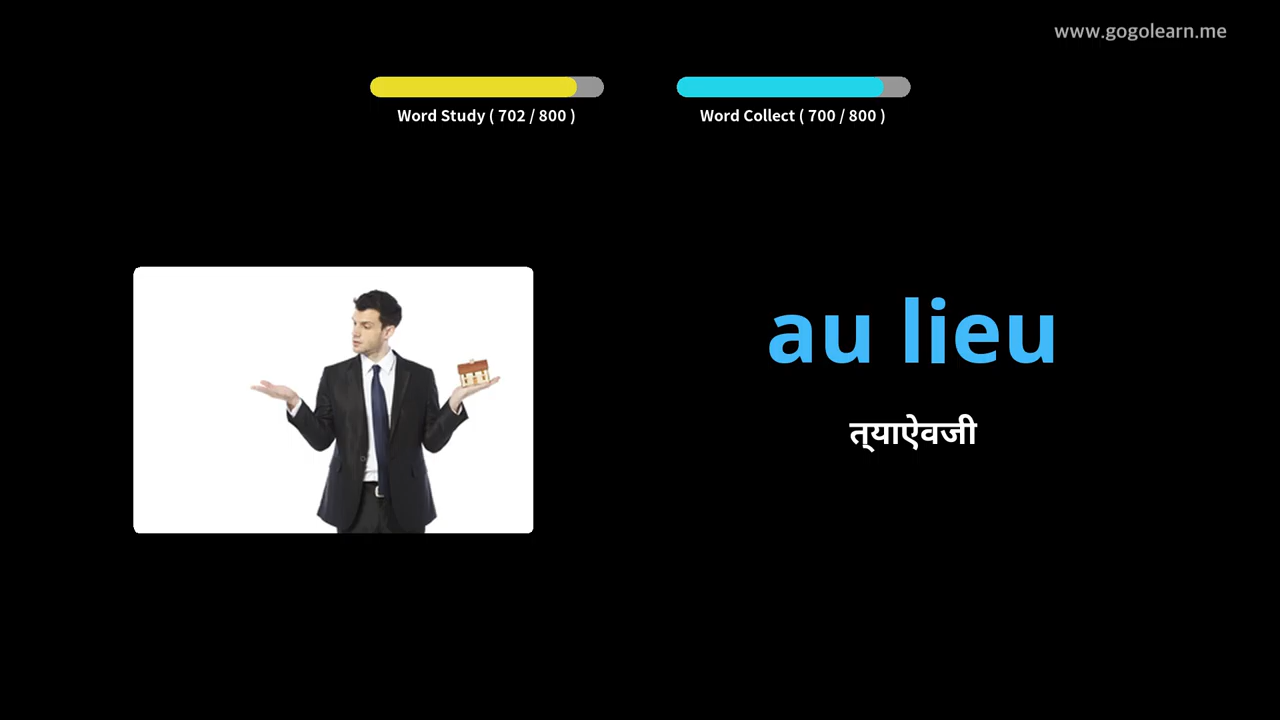 www.gogolearn.me
Word Study ( 702 / 800 )
Word Collect ( 700 / 800 )
au lieu
त्याऐवजी